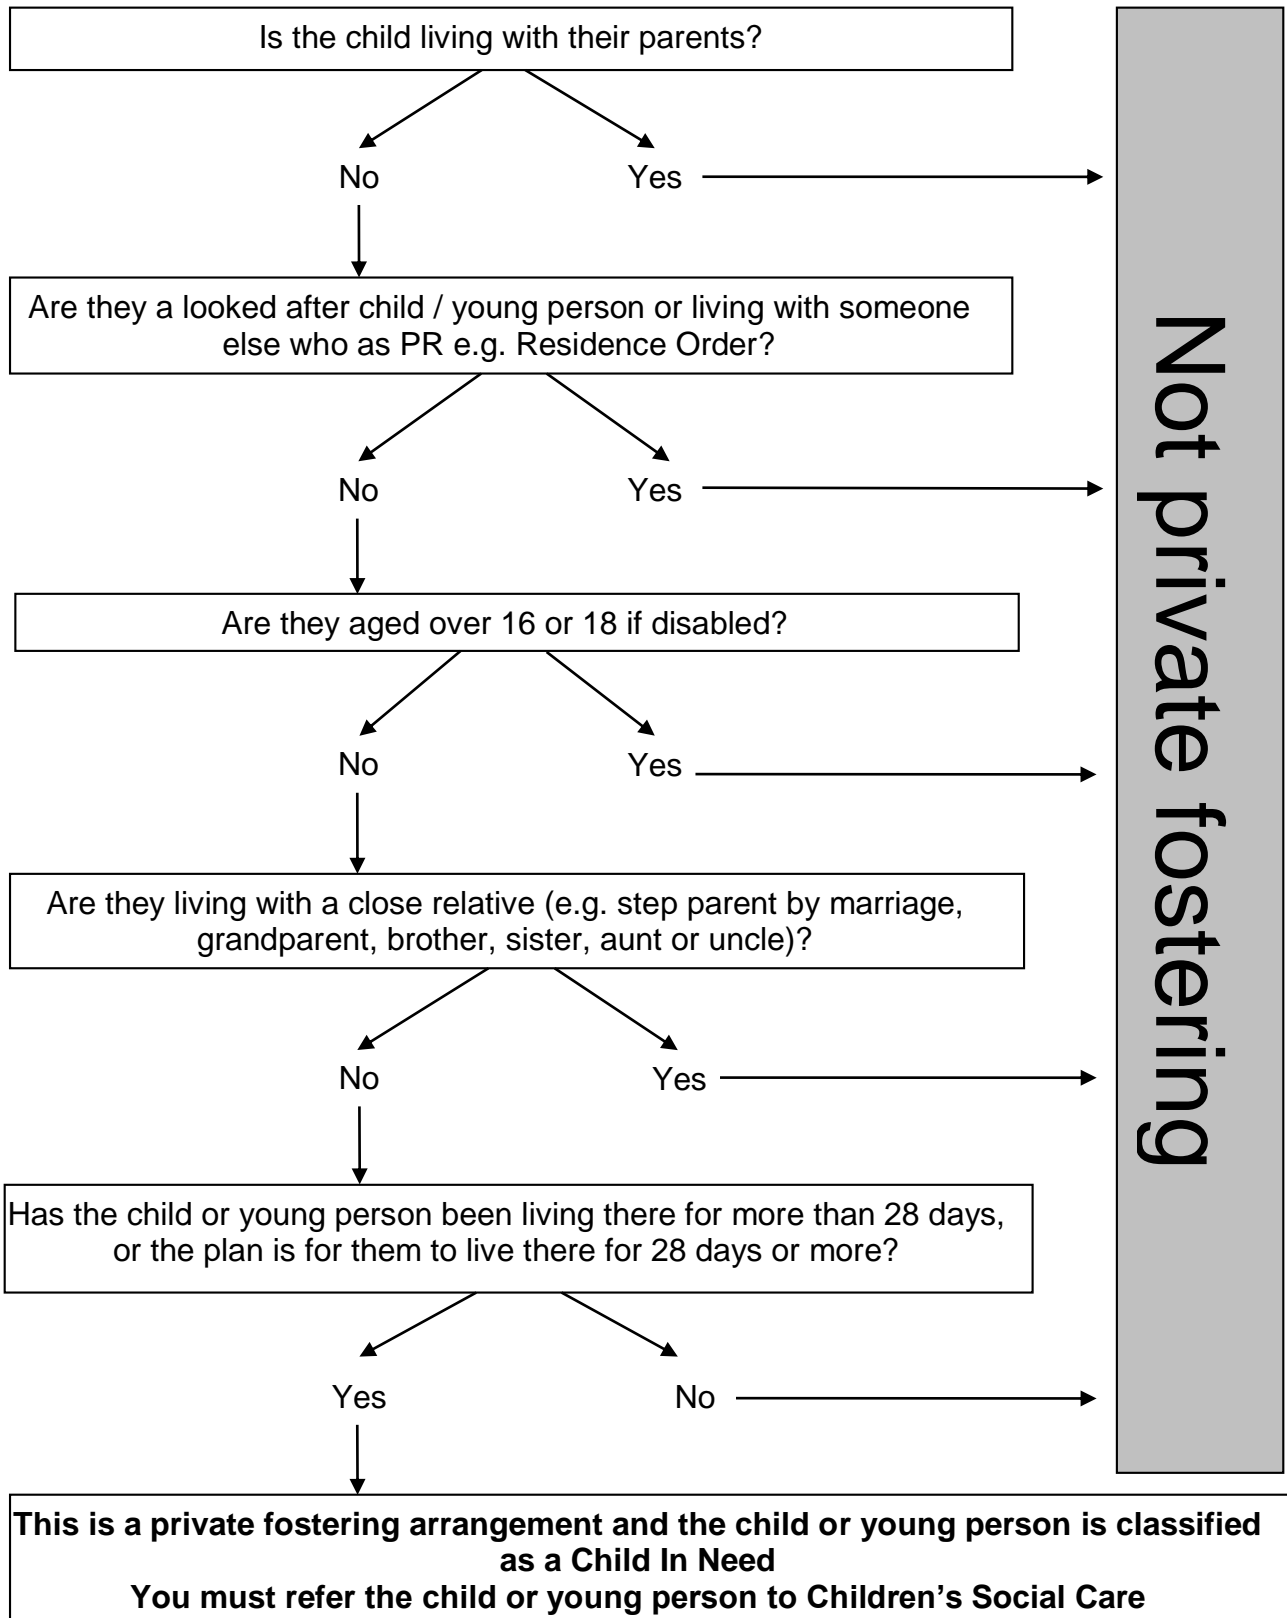 Is the child living with their parents?
No
Yes
Are they a looked after child / young person or living with someone
else who as PR e.g. Residence Order?
No
Yes
Are they aged over 16 or 18 if disabled?
No
Yes
Are they living with a close relative (e.g. step parent by marriage,
grandparent, brother, sister, aunt or uncle)?
No
Yes
Has the child or young person been living there for more than 28 days,
or the plan is for them to live there for 28 days or more?
Yes
No
Not private fostering
This is a private fostering arrangement and the child or young person is classified
as a Child In Need
You must refer the child or young person to Children's Social Care